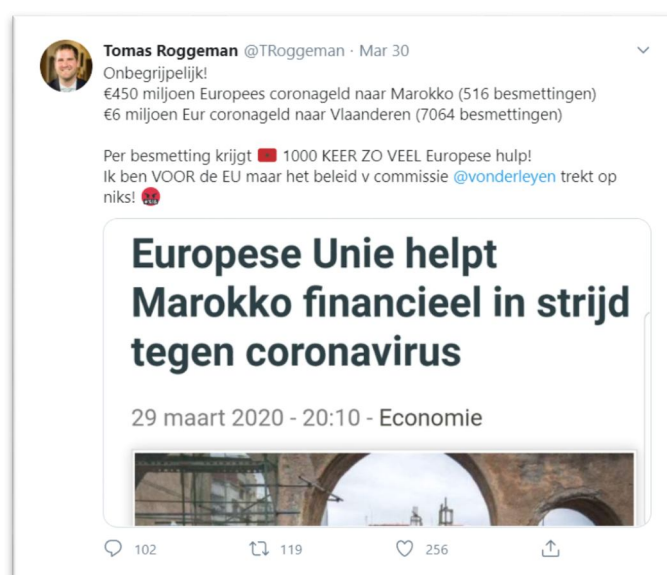 Tomas Roggeman @TRoggeman · Mar 30
Onbegrijpelijk!
€450 miljoen Europees coronageld naar Marokko (516 besmettingen)
€6 miljoen Eur coronageld naar Vlaanderen (7064 besmettingen)
Per besmetting krijgt 🇲🇦 1000 KEER ZO VEEL Europese hulp!
Ik ben VOOR de EU maar het beleid v commissie @vonderleyen trekt op
niks! 🤬
Europese Unie helpt
Marokko financieel in strijd
tegen coronavirus
29 maart 2020 - 20:10 - Economie
102 119 256